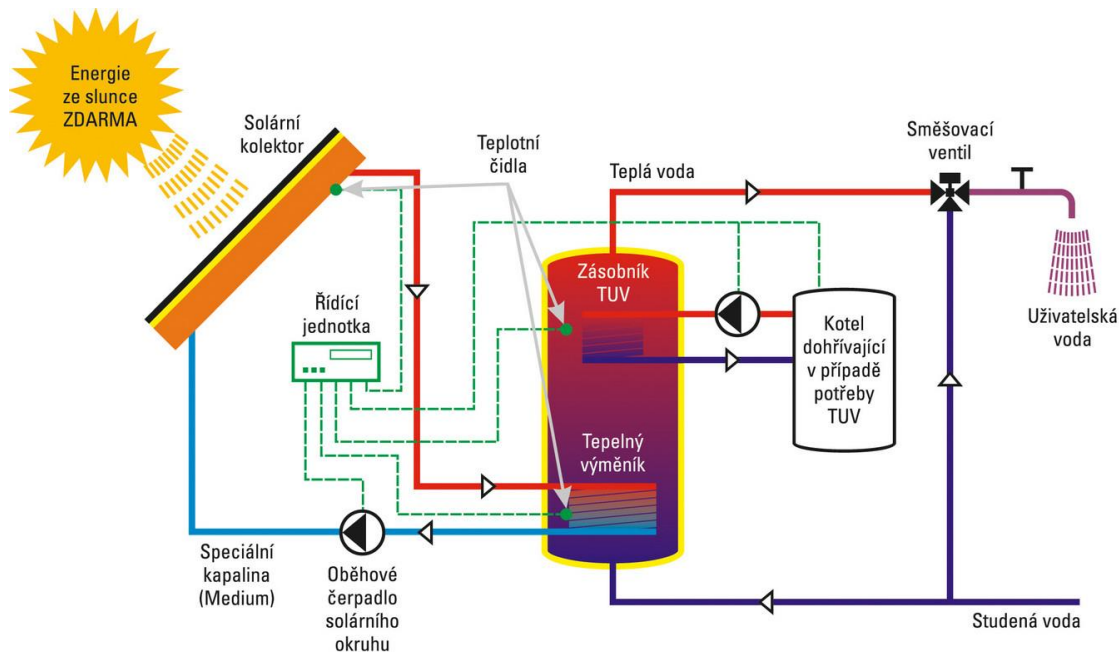 Energie
ze slunce
ZDARMA
Solární
kolektor
Teplotní
čidla
Teplá voda
Směšovací
ventil
Zásobník
TUV
Řídící
jednotka
Kotel
dohřívající
v případě
potřeby
TUV
Uživatelská
voda
Tepelný
výměník
Speciální
kapalina
(Medium)
Oběhové
čerpadlo
solárního
okruhu
Studená voda